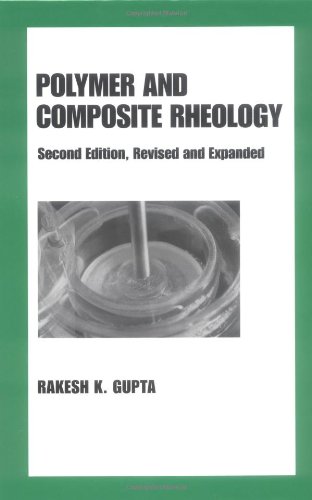 POLYMER AND
COMPOSITE RHEOLOGY
Second Edition, Revised and Expanded
RAKESH K. GUPTA